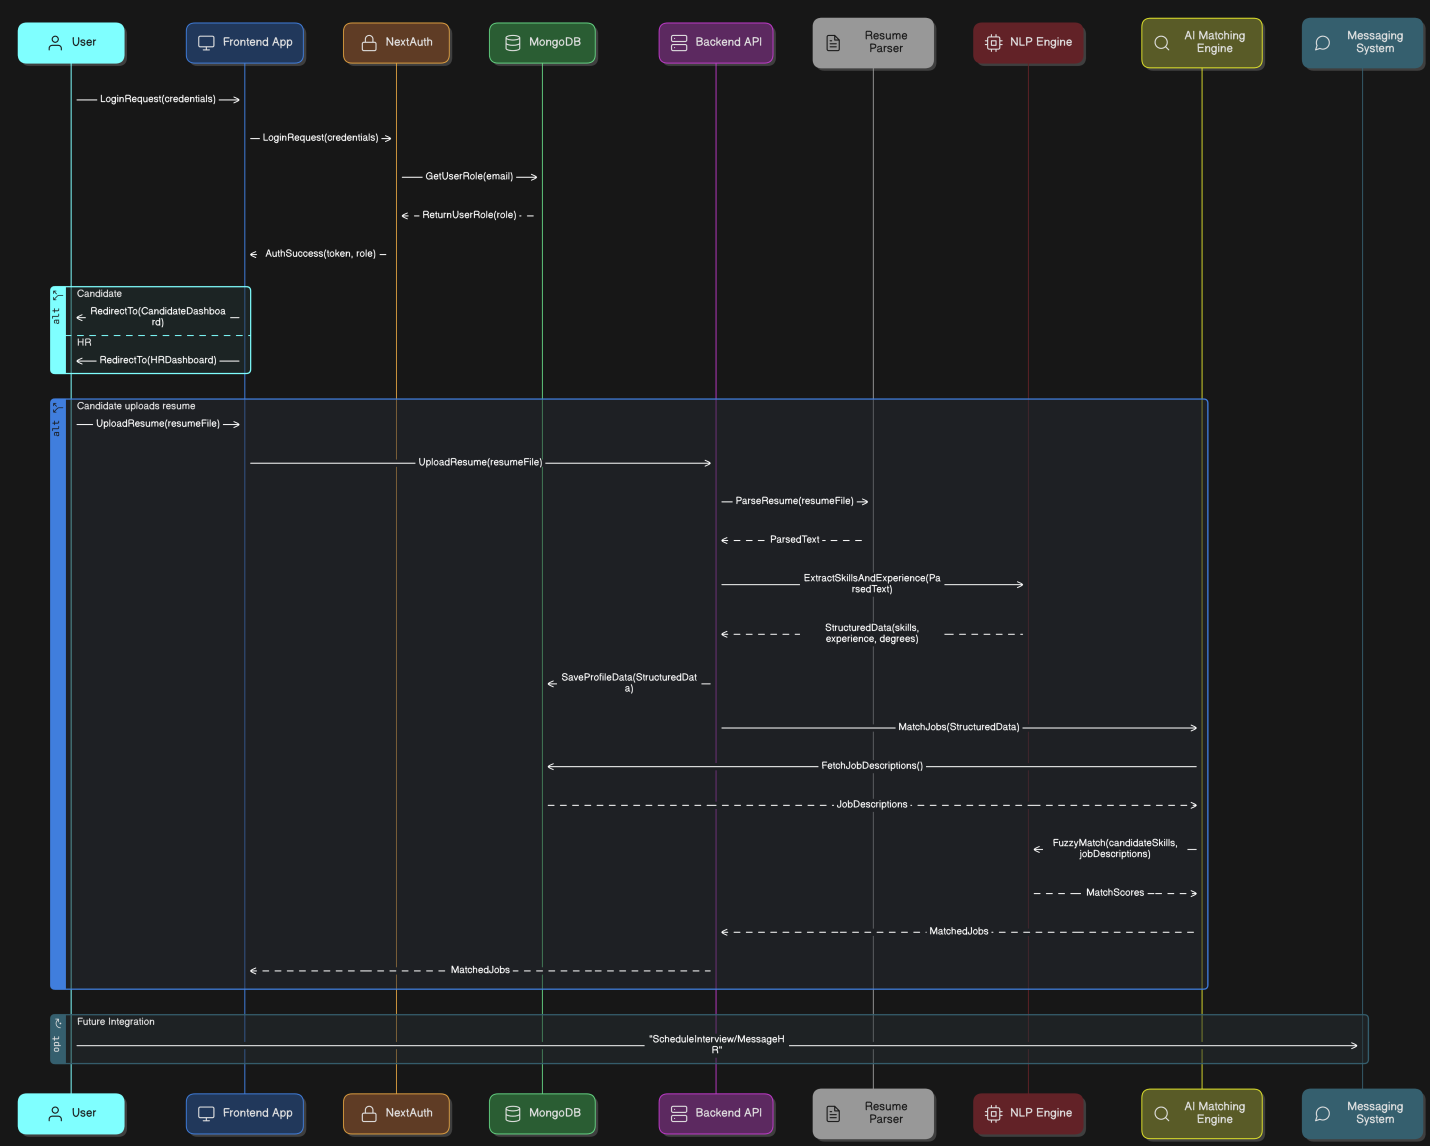 User
Frontend App
NextAuth
MongoDB
Backend API
Resume
Parser
NLP Engine
AI Matching
Engine
Messaging
System
LoginRequest(credentials)
LoginRequest(credentials)
GetUserRole(email)
ReturnUserRole(role)
AuthSuccess(token, role)
alt
Candidate
RedirectTo(CandidateDashboa
rd)
HR
RedirectTo(HRDashboard)
alt
Candidate uploads resume
UploadResume(resumeFile)
UploadResume(resumeFile)
ParseResume(resumeFile)
ParsedText
ExtractSkillsAndExperience(Pa
rsedText)
StructuredData(skills,
experience, degrees)
SaveProfileData(StructuredDat
a)
MatchJobs(StructuredData)
FetchJobDescriptions()
JobDescriptions
FuzzyMatch(candidateSkills,
jobDescriptions)
MatchScores
MatchedJobs
MatchedJobs
opt
Future Integration
"ScheduleInterview/MessageH
R"
User
Frontend App
NextAuth
MongoDB
Backend API
Resume
Parser
NLP Engine
AI Matching
Engine
Messaging
System